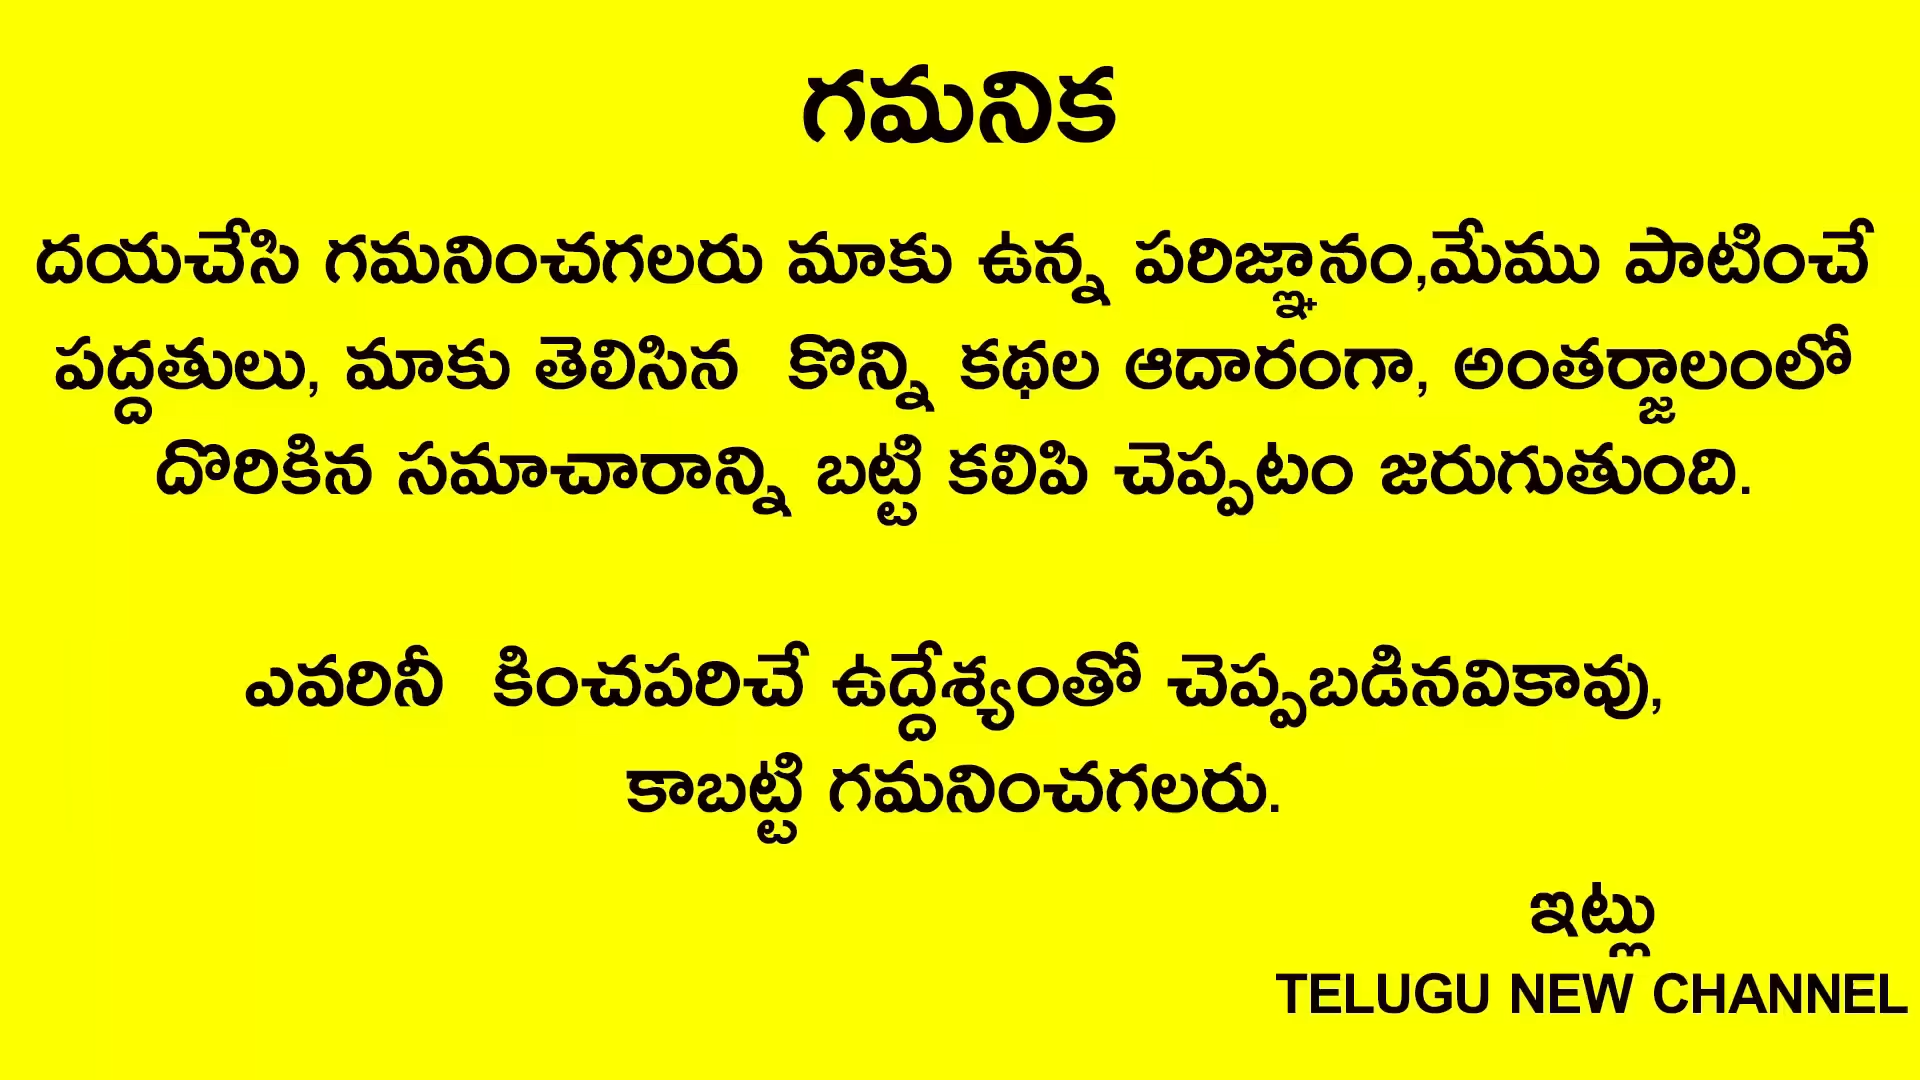 గమనిక
దయచేసి గమనించగలరు మాకు ఉన్న పరిజ్ఞానం,మేము పాటించే
పద్దతులు, మాకు తెలిసిన  కొన్ని కథల ఆదారంగా, అంతర్జాలంలో
దొరికిన సమాచారాన్ని బట్టి కలిపి చెప్పటం జరుగుతుంది.
ఎవరినీ  కించపరిచే ఉద్దేశ్యంతో చెప్పబడినవికావు,
కాబట్టి గమనించగలరు.
ఇట్లు
TELUGU NEW CHANNEL